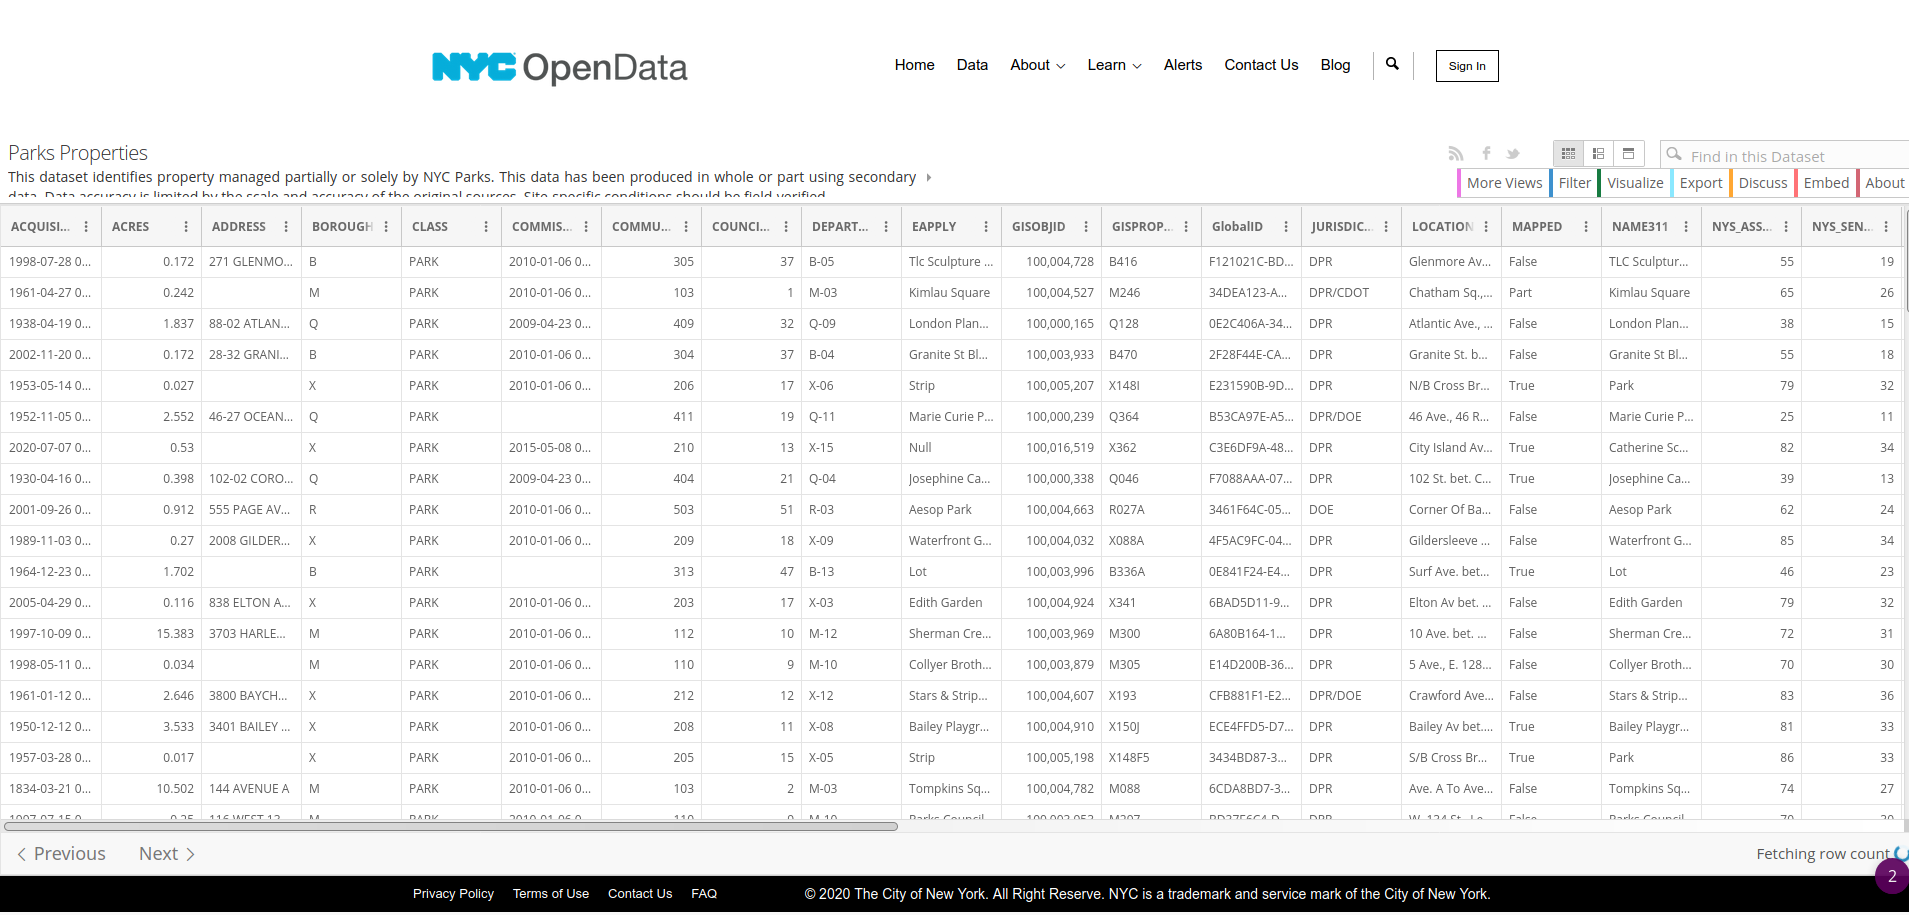 NYC OpenData
Home Data About Learn Alerts Contact Us Blog Sign In
Parks Properties
This dataset identifies property managed partially or solely by NYC Parks. This data has been produced in whole or part using secondary
data. Data accuracy is limited by the scale and accuracy of the original sources. Site-specific conditions should be field verified.
Find in this Dataset
More Views Filter Visualize Export Discuss Embed About
ACQUISI... ACRES ADDRESS BOROUGH CLASS COMMIS... COMMU... COUNCI... DEPART... EAPPLY GISOBJID GISPROP... GlobalID JURISDIC... LOCATION MAPPED NAME311 NYS_ASS... NYS_SEN...
1998-07-28 0... 0.172 271 GLENMO... B PARK 2010-01-06 0... 305 37 B-05 Tlc Sculpture ... 100,004,728 B416 F121021C-BD... DPR Glenmore Av... False TLC Sculptur... 55 19
1961-04-27 0... 0.242 M PARK 2010-01-06 0... 103 1 M-03 Kimlau Square 100,004,527 M246 34DEA123-A... DPR/CDOT Chatham Sq.,... Part Kimlau Square 65 26
1938-04-19 0... 1.837 88-02 ATLAN... Q PARK 2009-04-23 0... 409 32 Q-09 London Plan... 100,000,165 Q128 0E2C406A-34... DPR Atlantic Ave., ... False London Plan... 38 15
2002-11-20 0... 0.172 28-32 GRANI... B PARK 2010-01-06 0... 304 37 B-04 Granite St Bl... 100,003,933 B470 2F28F44E-CA... DPR Granite St. b... False Granite St Bl... 55 18
1953-05-14 0... 0.027 X PARK 2010-01-06 0... 206 17 X-06 Strip 100,005,207 X148I E231590B-9D... DPR N/B Cross Br... True Park 79 32
1952-11-05 0... 2.552 46-27 OCEAN... Q PARK 411 19 Q-11 Marie Curie P... 100,000,239 Q364 B53CA97E-A5... DPR/DOE 46 Ave., 46 R... False Marie Curie P... 25 11
2020-07-07 0... 0.53 X PARK 2015-05-08 0... 210 13 X-15 Null 100,016,519 X362 C3E6DF9A-48... DPR City Island Av... True Catherine Sc... 82 34
1930-04-16 0... 0.398 102-02 CORO... Q PARK 2009-04-23 0... 404 21 Q-04 Josephine Ca... 100,000,338 Q046 F7088AAA-07... DPR 102 St. bet. C... True Josephine Ca... 39 13
2001-09-26 0... 0.912 555 PAGE AV... R PARK 2010-01-06 0... 503 51 R-03 Aesop Park 100,004,663 R027A 3461F64C-05... DOE Corner Of Ba... False Aesop Park 62 24
1989-11-03 0... 0.27 2008 GILDER... X PARK 2010-01-06 0... 209 18 X-09 Waterfront G... 100,004,032 X088A 4F5AC9FC-04... DPR Gildersleeve ... False Waterfront G... 85 34
1964-12-23 0... 1.702 B PARK 313 47 B-13 Lot 100,003,996 B336A 0E841F24-E4... DPR Surf Ave. bet... True Lot 46 23
2005-04-29 0... 0.116 838 ELTON A... X PARK 2010-01-06 0... 203 17 X-03 Edith Garden 100,004,924 X341 6BAD5D11-9... DPR Elton Av bet. ... False Edith Garden 79 32
1997-10-09 0... 15.383 3703 HARLE... M PARK 2010-01-06 0... 112 10 M-12 Sherman Cre... 100,003,969 M300 6A80B164-1... DPR 10 Ave. bet. ... False Sherman Cre... 72 31
1998-05-11 0... 0.034 M PARK 2010-01-06 0... 110 9 M-10 Collyer Broth... 100,003,879 M305 E14D200B-36... DPR 5 Ave., E. 128... False Collyer Broth... 70 30
1961-01-12 0... 2.646 3800 BAYCH... X PARK 2010-01-06 0... 212 12 X-12 Stars & Strip... 100,004,607 X193 CFB881F1-E2... DPR/DOE Crawford Ave... False Stars & Strip... 83 36
1950-12-12 0... 3.533 3401 BAILEY ... X PARK 2010-01-06 0... 208 11 X-08 Bailey Playgr... 100,004,910 X150J ECE4FFD5-D7... DPR Bailey Av bet.... True Bailey Playgr... 81 33
1957-03-28 0... 0.017 X PARK 2010-01-06 0... 205 15 X-05 Strip 100,005,198 X148F5 3434BD87-3... DPR S/B Cross Br... True Park 86 33
1834-03-21 0... 10.502 144 AVENUE A M PARK 2010-01-06 0... 103 2 M-03 Tompkins Sq... 100,004,782 M088 6CDA8BD7-3... DPR Ave. A To Ave... False Tompkins Sq... 74 27
Previous Next Fetching row count
2
Privacy Policy Terms of Use Contact Us FAQ © 2020 The City of New York. All Right Reserve. NYC is a trademark and service mark of the City of New York.